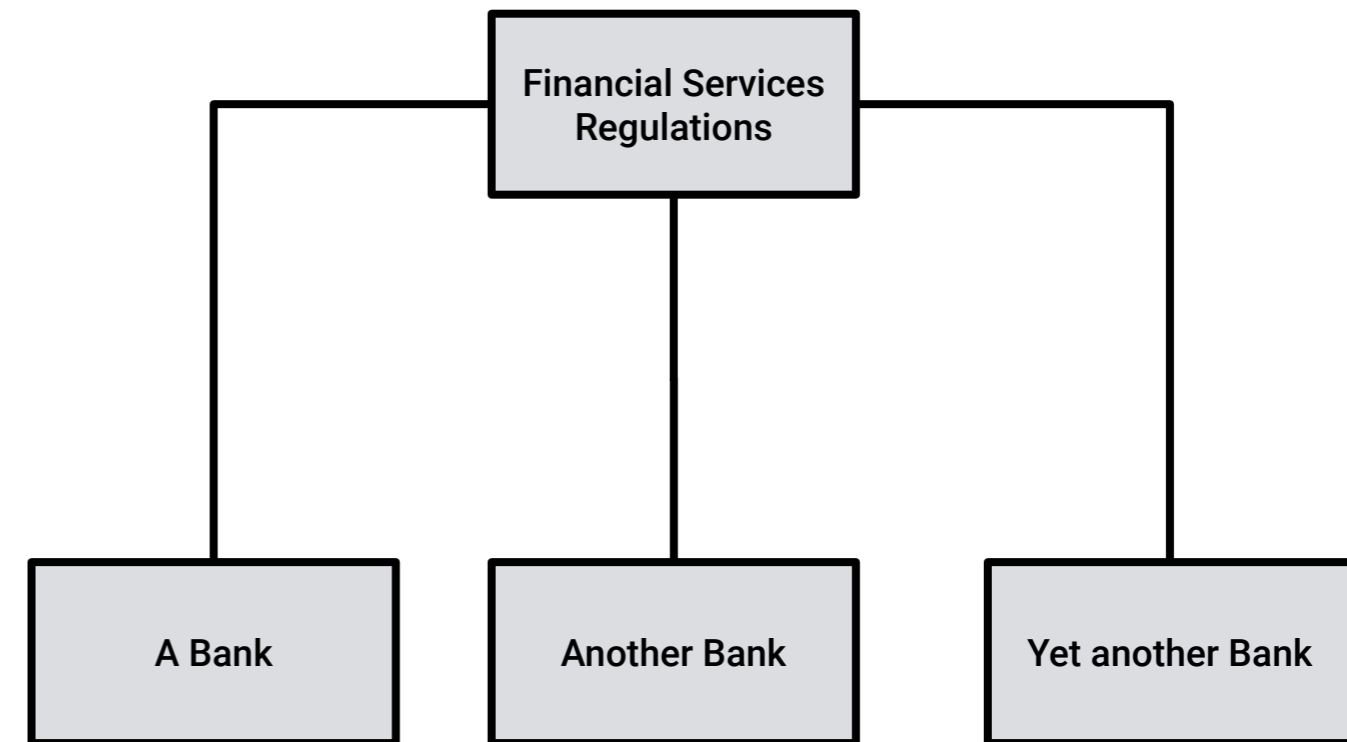 Financial Services
Regulations
A Bank
Another Bank
Yet another Bank